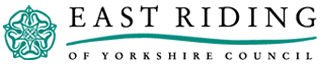 EAST RIDING
OF YORKSHIRE COUNCIL